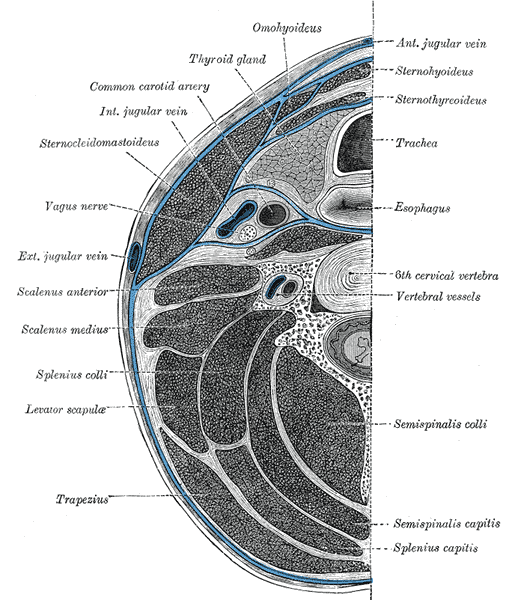 Omohyoideus
Thyroid gland
Common carotid artery
Int. jugular vein
Sternocleidomastoideus
Vagus nerve
Ext. jugular vein
Scalenus anterior
Scalenus medius
Splenius colli
Levator scapulæ
Trapezius
Ant. jugular vein
Sternohyoideus
Sternothyreoideus
Trachea
Esophagus
6th cervical vertebra
Vertebral vessels
Semispinalis colli
Semispinalis capitis
Splenius capitis